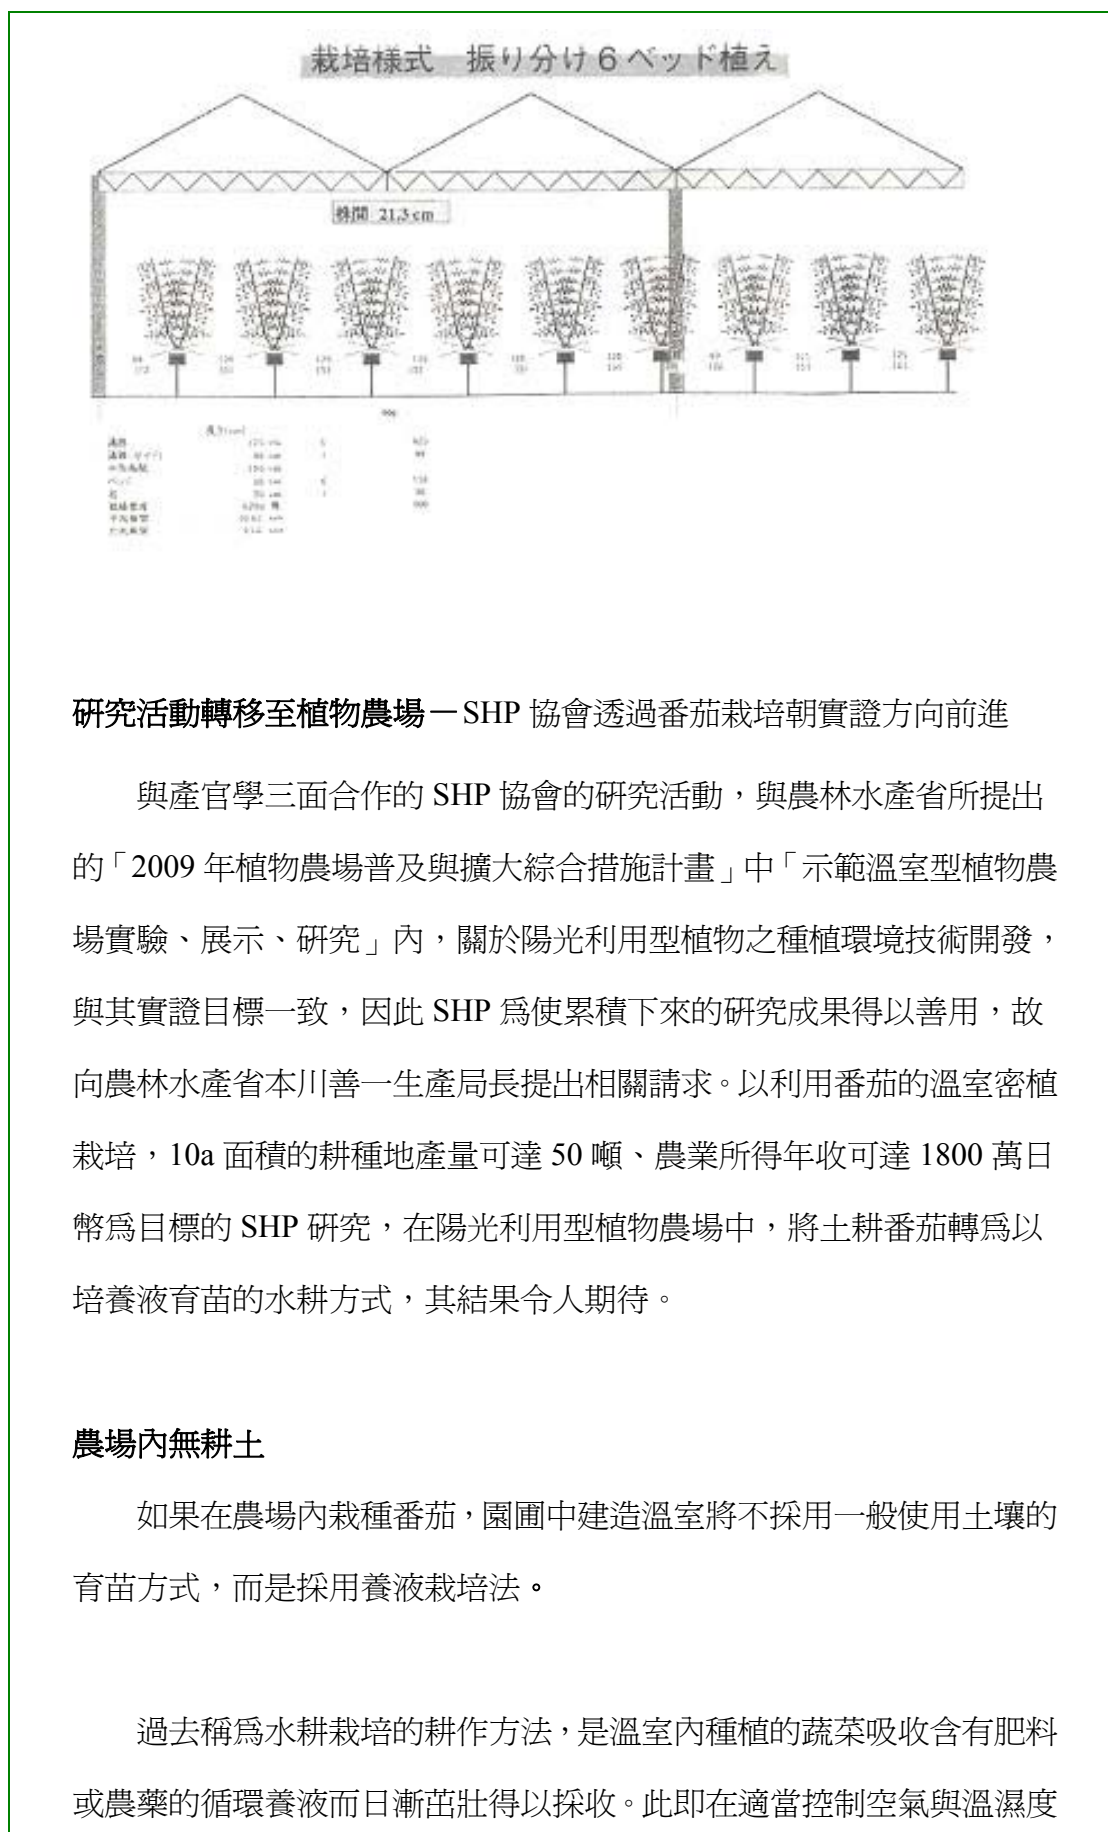 栽培様式 振り分け6ベッド植え
株間 21.3 cm
研究活動轉移至植物農場－SHP 協會透過番茄栽培朝實證方向前進
與產官學三面合作的 SHP 協會的研究活動，與農林水產省所提出
的「2009 年植物農場普及與擴大綜合措施計畫」中「示範溫室型植物農
場實驗、展示、研究」內，關於陽光利用型植物之種植環境技術開發，
與其實證目標一致，因此 SHP 為使累積下來的研究成果得以善用，故
向農林水產省本川善一生產局長提出相關請求。以利用番茄的溫室密植
栽培，10a 面積的耕種地產量可達 50 噸、農業所得年收可達 1800 萬日
幣為目標的 SHP 研究，在陽光利用型植物農場中，將土耕番茄轉為以
培養液育苗的水耕方式，其結果令人期待。
農場內無耕土
如果在農場內栽種番茄，園圃中建造溫室將不採用一般使用土壤的
育苗方式，而是採用養液栽培法。
過去稱為水耕栽培的耕作方法，是溫室內種植的蔬菜吸收含有肥料
或農藥的循環養液而日漸茁壯得以採收。此即在適當控制空氣與溫濕度